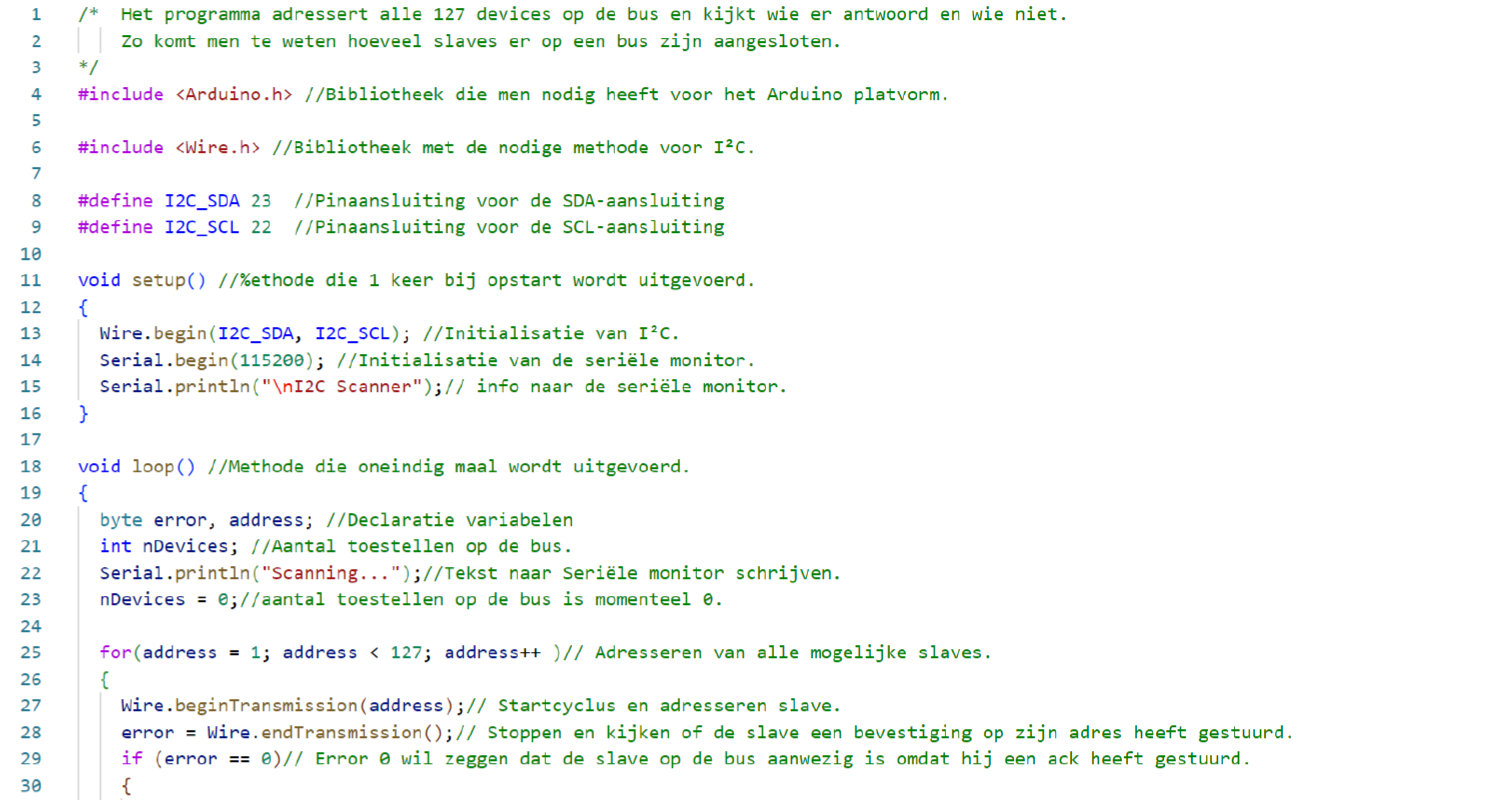 1 /*  Het programma adressert alle 127 devices op de bus en kijkt wie er antwoord en wie niet.
2     Zo komt men te weten hoeveel slaves er op een bus zijn aangesloten.
3 */
4 #include <Arduino.h> //Bibliotheek die men nodig heeft voor het Arduino platvorm.
5
6 #include <Wire.h> //Bibliotheek met de nodige methode voor I²C.
7
8 #define I2C_SDA 23  //Pinaansluiting voor de SDA-aansluiting
9 #define I2C_SCL 22  //Pinaansluiting voor de SCL-aansluiting
10
11 void setup() //%ethode die 1 keer bij opstart wordt uitgevoerd.
12 {
13   Wire.begin(I2C_SDA, I2C_SCL); //Initialisatie van I²C.
14   Serial.begin(115200); //Initialisatie van de seriële monitor.
15   Serial.println("\nI2C Scanner");// info naar de seriële monitor.
16 }
17
18 void loop() //Methode die oneindig maal wordt uitgevoerd.
19 {
20   byte error, address; //Declaratie variabelen
21   int nDevices; //Aantal toestellen op de bus.
22   Serial.println("Scanning...");//Tekst naar Seriële monitor schrijven.
23   nDevices = 0;//aantal toestellen op de bus is momenteel 0.
24
25   for(address = 1; address < 127; address++ )// Adresseren van alle mogelijke slaves.
26   {
27     Wire.beginTransmission(address);// Startcyclus en adresseren slave.
28     error = Wire.endTransmission();// Stoppen en kijken of de slave een bevestiging op zijn adres heeft gestuurd.
29     if (error == 0)// Error 0 wil zeggen dat de slave op de bus aanwezig is omdat hij een ack heeft gestuurd.
30     {